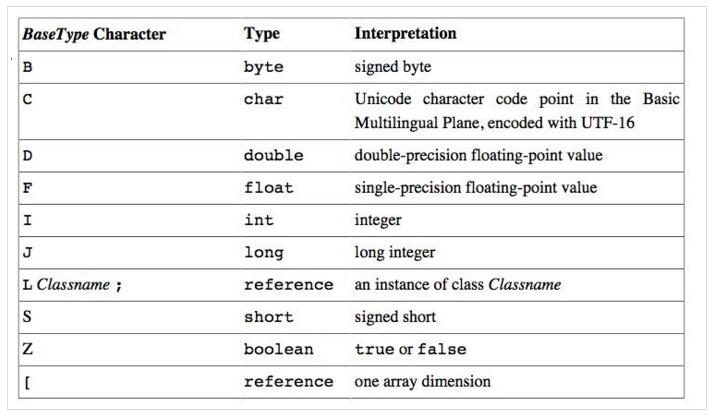 BaseType Character Type Interpretation
B byte signed byte
C char Unicode character code point in the Basic
Multilingual Plane, encoded with UTF-16
D double double-precision floating-point value
F float single-precision floating-point value
I int integer
J long long integer
L Classname ; reference an instance of class Classname
S short signed short
Z boolean true or false
[ reference one array dimension